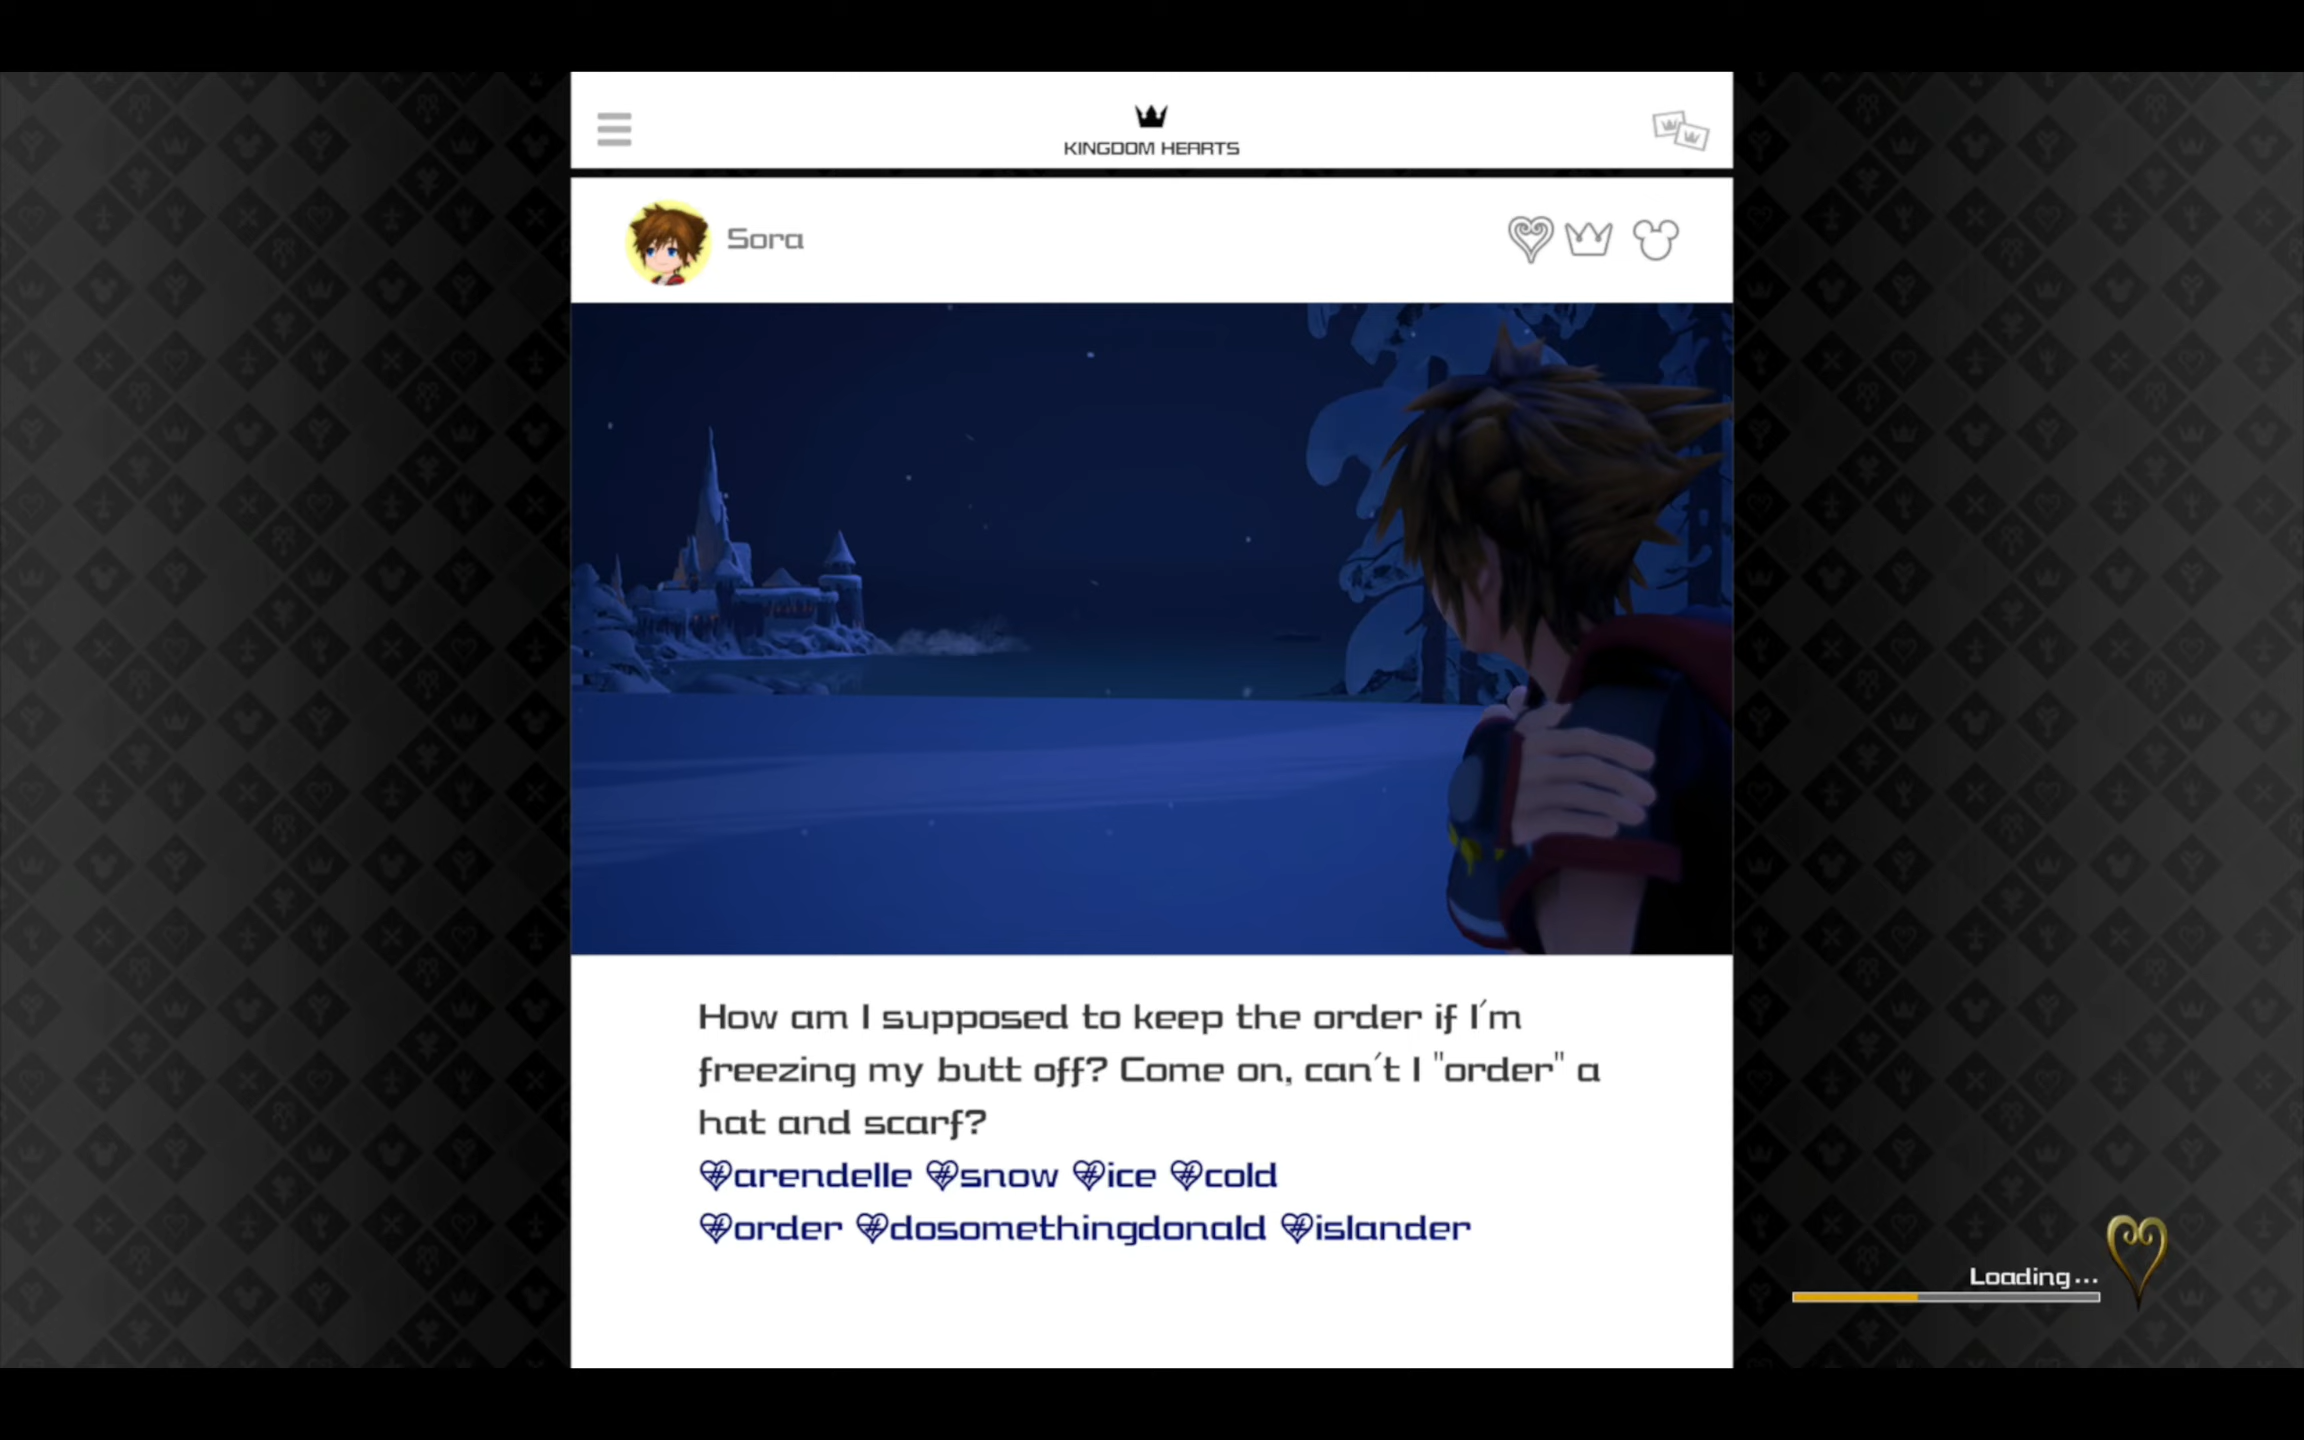 KINGDOM HEARTS
Sora
How am I supposed to keep the order if I'm
freezing my butt off? Come on, can't I "order" a
hat and scarf?
#arendelle #snow #ice #cold
#order #dosomethingdonald #islander
Loading...